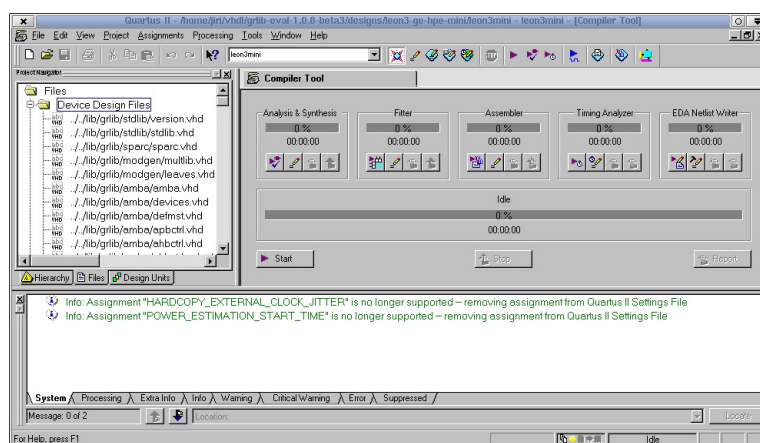 Quartus II - /home/jiri/vhdl/grlib-eval-1.0.8-beta3/designs/leon3-ge-hpe-mini/leon3mini - leon3mini - [Compiler Tool]
File Edit View Project Assignments Processing Tools Window Help
leon3mini
Project Navigator
Files
Device Design Files
../../lib/grlib/stdlib/version.vhd
../../lib/grlib/stdlib/stdlib.vhd
../../lib/grlib/sparc/sparc.vhd
../../lib/grlib/modgen/multlib.vhd
../../lib/grlib/modgen/leaves.vhd
../../lib/grlib/amba/amba.vhd
../../lib/grlib/amba/devices.vhd
../../lib/grlib/amba/defmst.vhd
../../lib/grlib/amba/apbctrl.vhd
../../lib/grlib/amba/ahbctrl.vhd
Hierarchy Files Design Units
Compiler Tool
Analysis & Synthesis Fitter Assembler Timing Analyzer EDA Netlist Writer
0 % 0 % 0 % 0 % 0 %
00:00:00 00:00:00 00:00:00 00:00:00 00:00:00
Idle
0 %
00:00:00
Start Stop Report
Info: Assignment "HARDCOPY_EXTERNAL_CLOCK_JITTER" is no longer supported -- removing assignment from Quartus II Settings File
Info: Assignment "POWER_ESTIMATION_START_TIME" is no longer supported -- removing assignment from Quartus II Settings File
System Processing Extra Info Info Warning Critical Warning Error Suppressed
Message: 0 of 2 Location: Locate
For Help, press F1 Idle